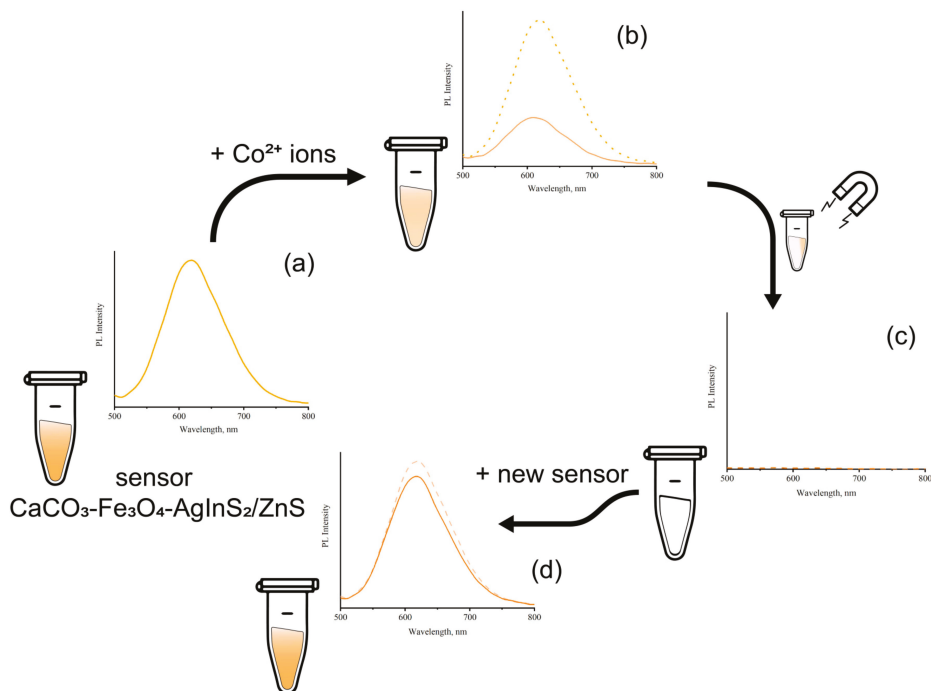 (b)
PL Intensity
500 600 700 800
Wavelength, nm
+ Co²⁺ ions
(a)
PL Intensity
500 600 700 800
Wavelength, nm
(c)
PL Intensity
500 600 700 800
Wavelength, nm
sensor
CaCO₃-Fe₃O₄-AgInS₂/ZnS
+ new sensor
(d)
PL Intensity
500 600 700 800
Wavelength, nm